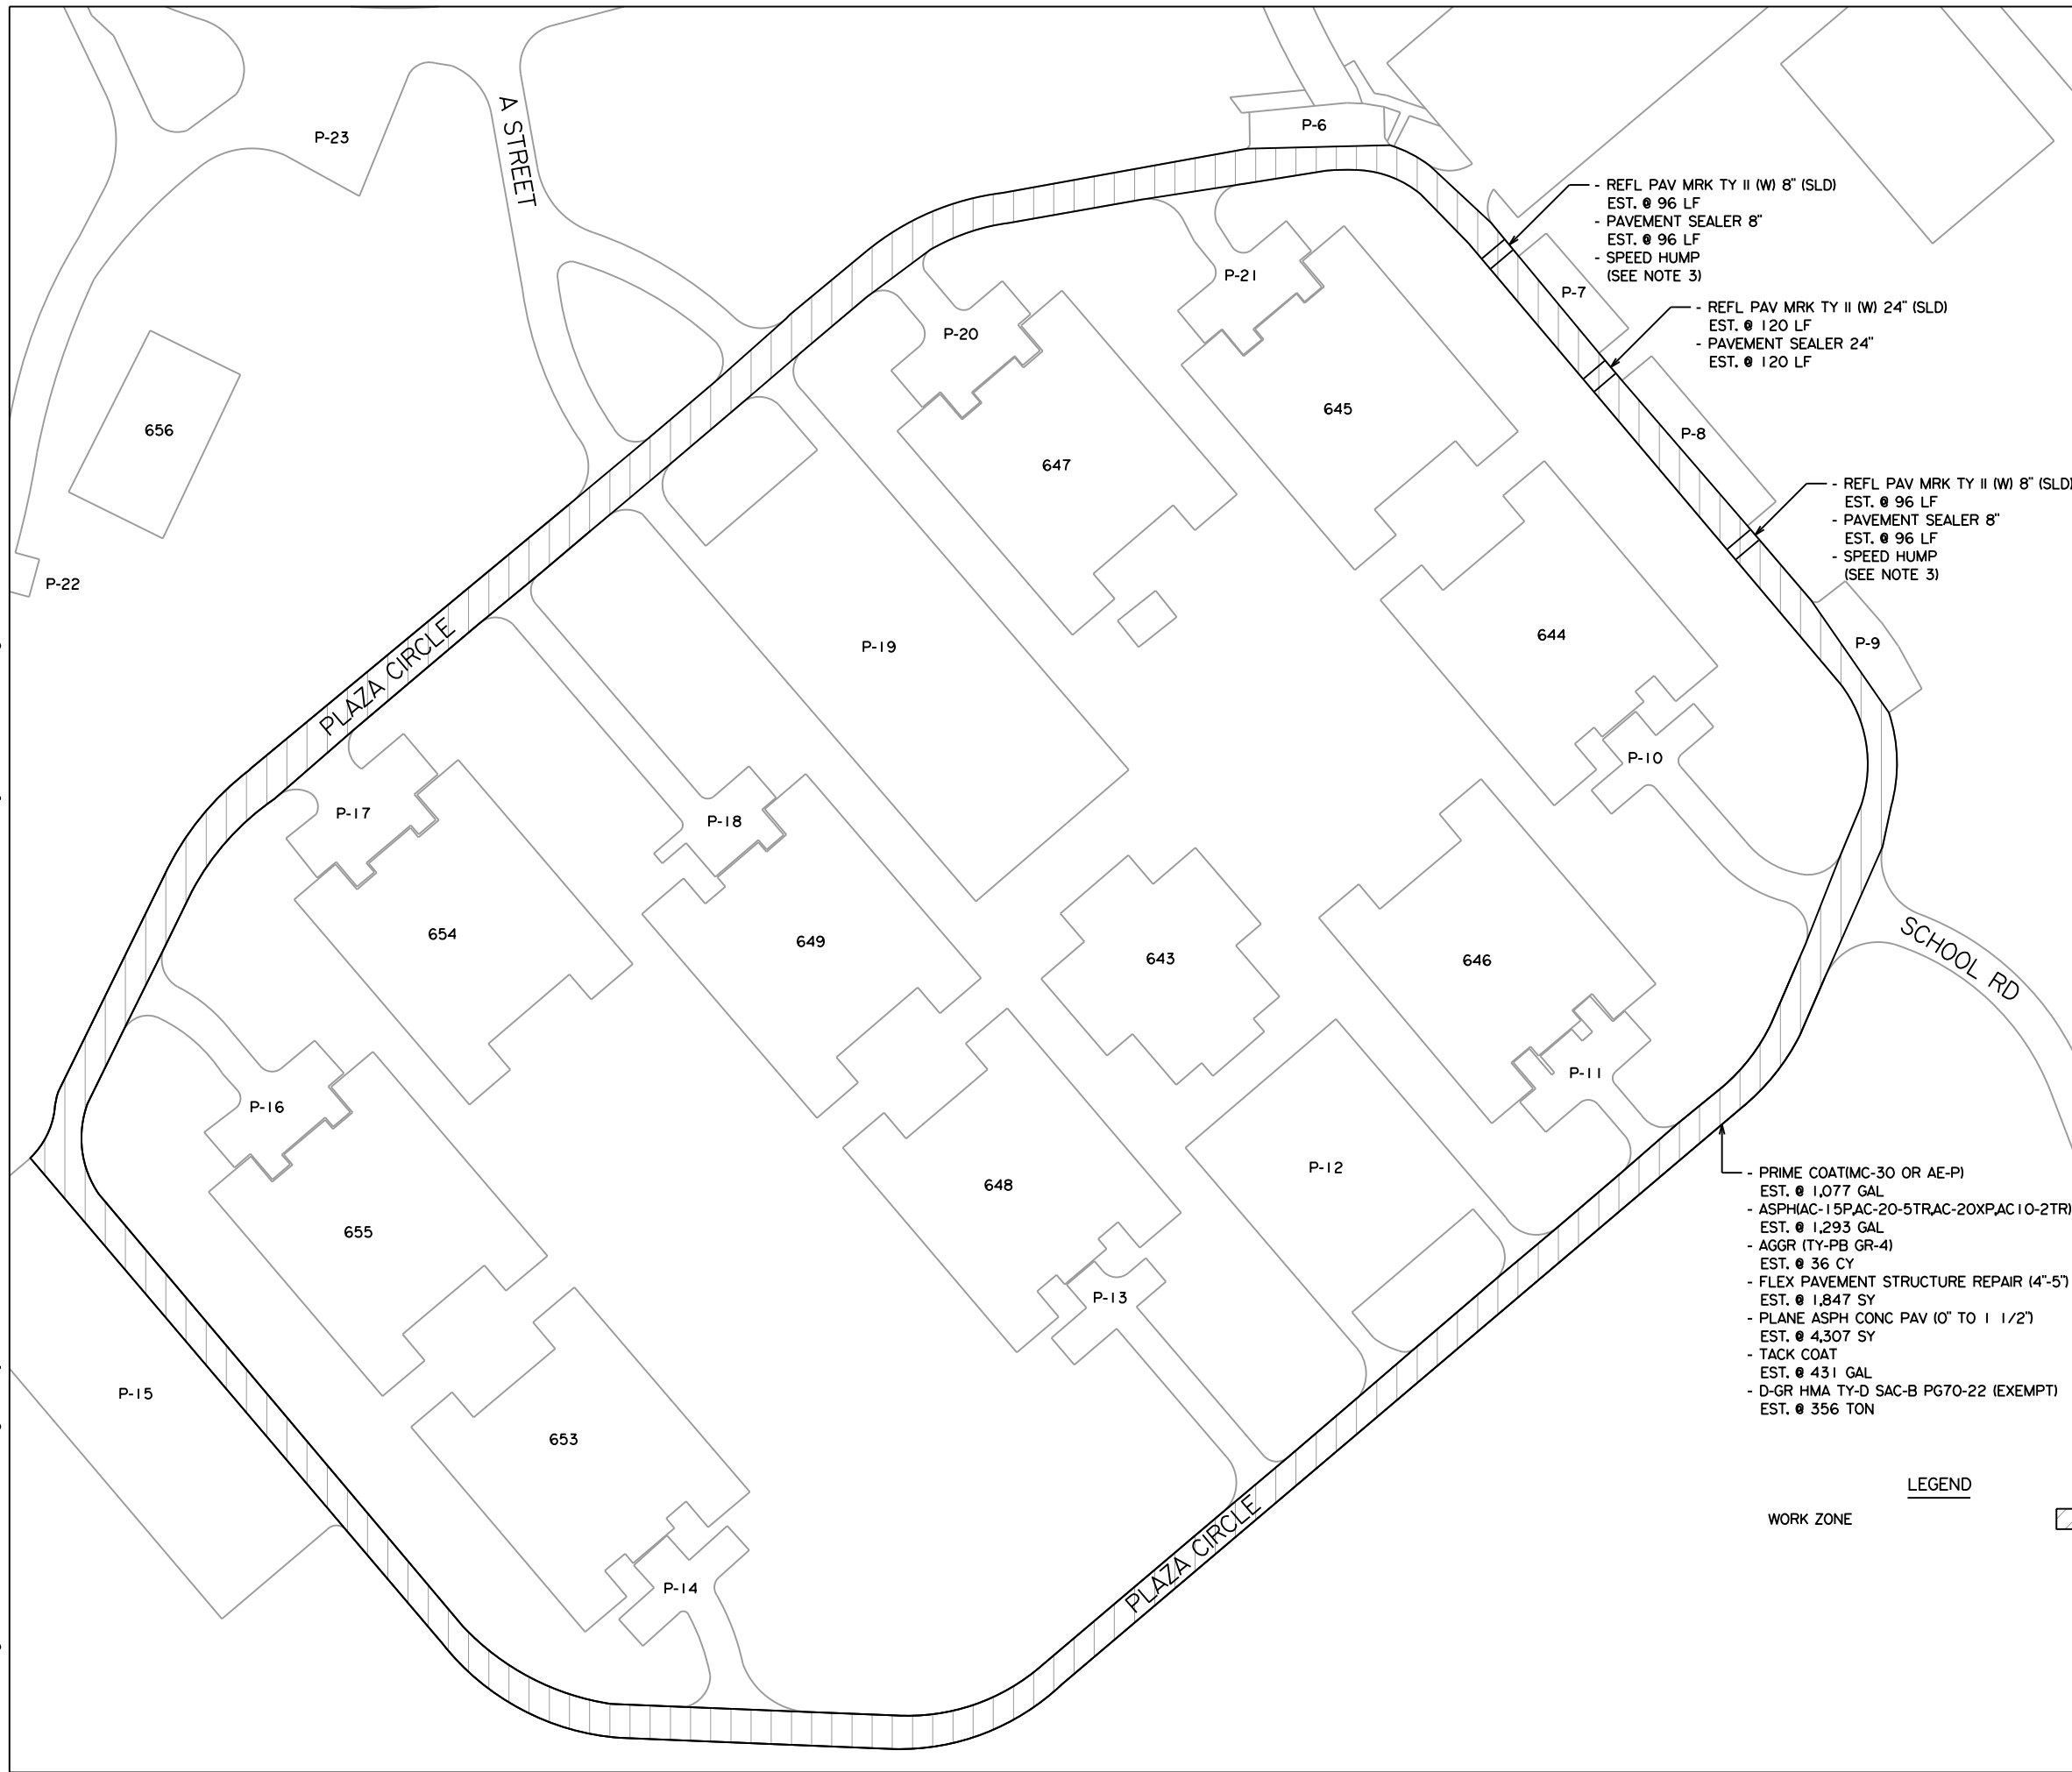 P-23
A STREET
P-6
- REFL PAV MRK TY II (W) 8" (SLD)
EST. @ 96 LF
- PAVEMENT SEALER 8"
EST. @ 96 LF
- SPEED HUMP
(SEE NOTE 3)
P-21
P-7
- REFL PAV MRK TY II (W) 24" (SLD)
EST. @ 120 LF
- PAVEMENT SEALER 24"
EST. @ 120 LF
P-20
645
656
P-8
647
- REFL PAV MRK TY II (W) 8" (SLD)
EST. @ 96 LF
- PAVEMENT SEALER 8"
EST. @ 96 LF
- SPEED HUMP
(SEE NOTE 3)
P-22
PLAZA CIRCLE
P-19
644
P-9
P-10
P-17
P-18
654
649
643
646
SCHOOL RD
P-11
P-16
P-12
648
655
- PRIME COAT(MC-30 OR AE-P)
EST. @ 1,077 GAL
- ASPH(AC-15P,AC-20-5TR,AC-20XP,AC10-2TR)
EST. @ 1,293 GAL
- AGGR (TY-PB GR-4)
EST. @ 36 CY
- FLEX PAVEMENT STRUCTURE REPAIR (4"-5")
EST. @ 1,847 SY
- PLANE ASPH CONC PAV (0" TO 1 1/2")
EST. @ 4,307 SY
- TACK COAT
EST. @ 431 GAL
- D-GR HMA TY-D SAC-B PG70-22 (EXEMPT)
EST. @ 356 TON
P-13
P-15
653
LEGEND
WORK ZONE
PLAZA CIRCLE
P-14